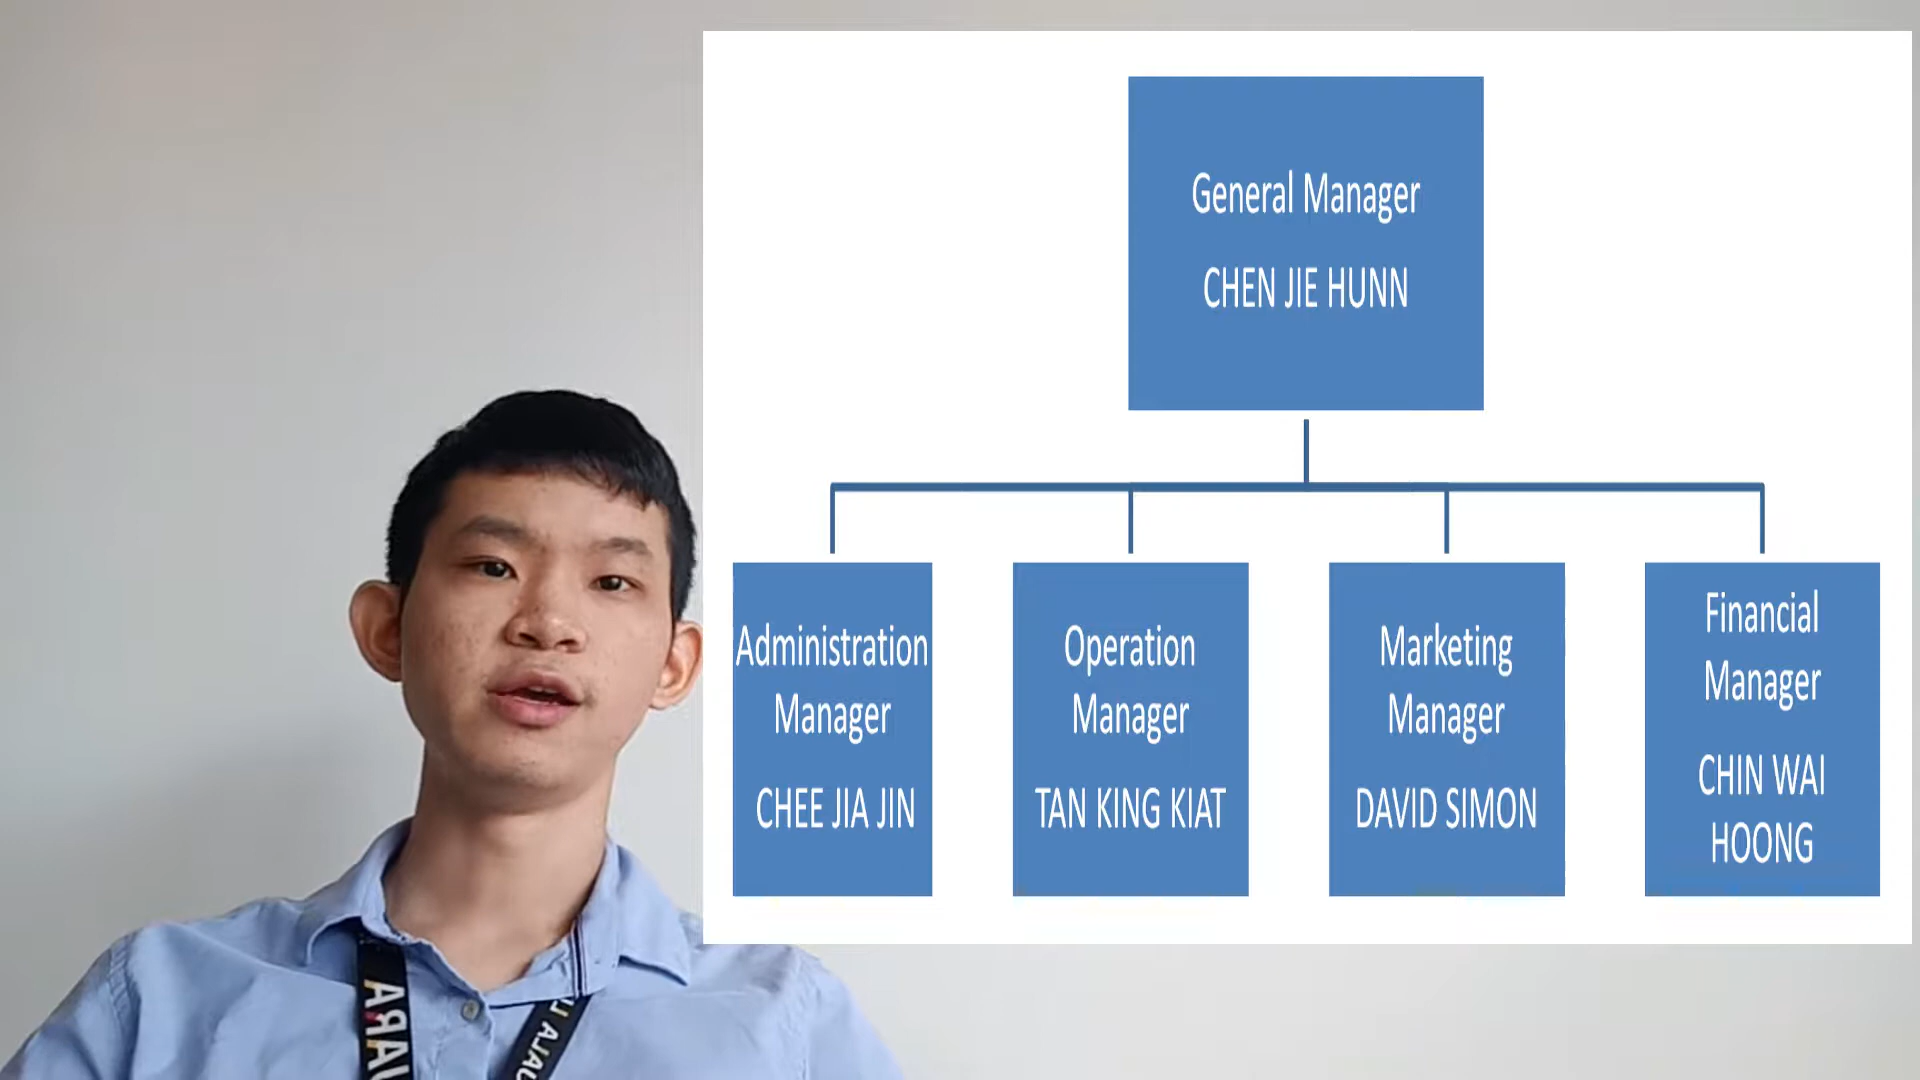 General Manager
CHEN JIE HUNN
Administration
Manager
CHEE JIA JIN
Operation
Manager
TAN KING KIAT
Marketing
Manager
DAVID SIMON
Financial
Manager
CHIN WAI
HOONG